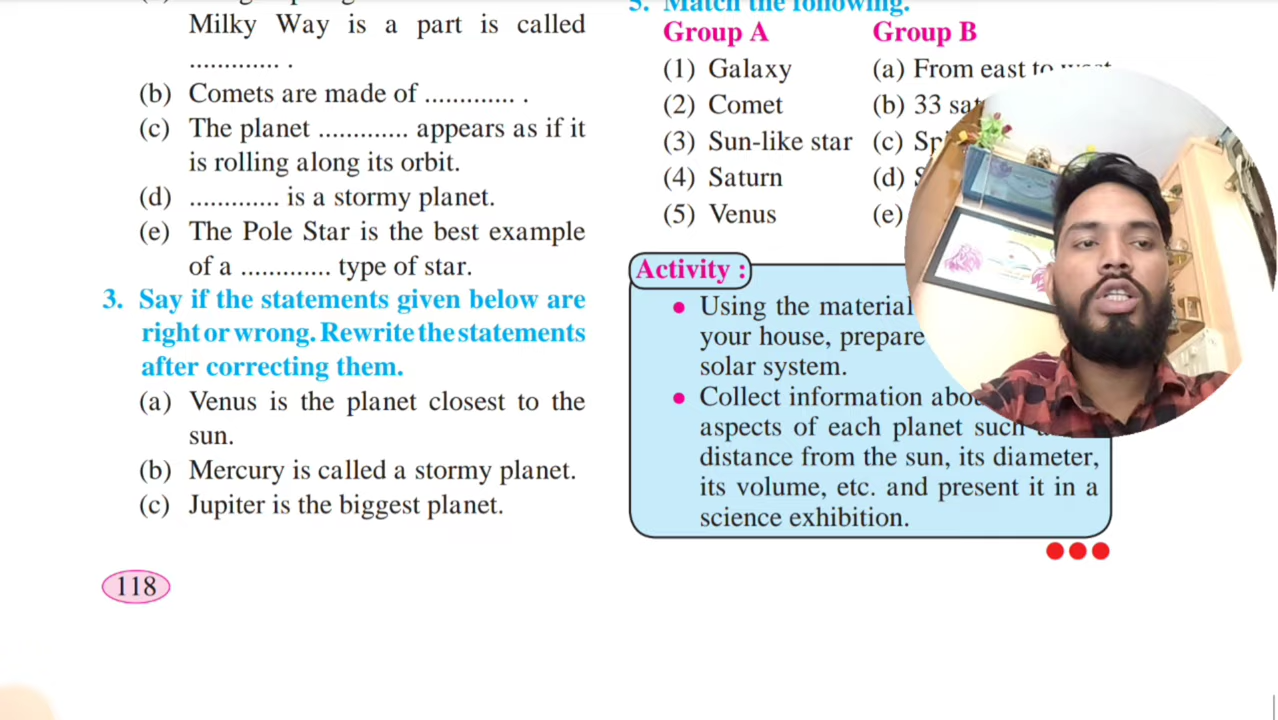 Milky Way is a part is called
............. .
(b) Comets are made of ............. .
(c) The planet ............. appears as if it
is rolling along its orbit.
(d) ............. is a stormy planet.
(e) The Pole Star is the best example
of a ............. type of star.
3. Say if the statements given below are
right or wrong. Rewrite the statements
after correcting them.
(a) Venus is the planet closest to the
sun.
(b) Mercury is called a stormy planet.
(c) Jupiter is the biggest planet.
118
5. Match the following.
Group A Group B
(1) Galaxy (a) From east to
(2) Comet (b) 33
(3) Sun-like star (c)
(4) Saturn (d)
(5) Venus (e)
Activity :
• Using the material
your house, prepare
solar system.
• Collect information
aspects of each planet such
distance from the sun, its diameter,
its volume, etc. and present it in a
science exhibition.